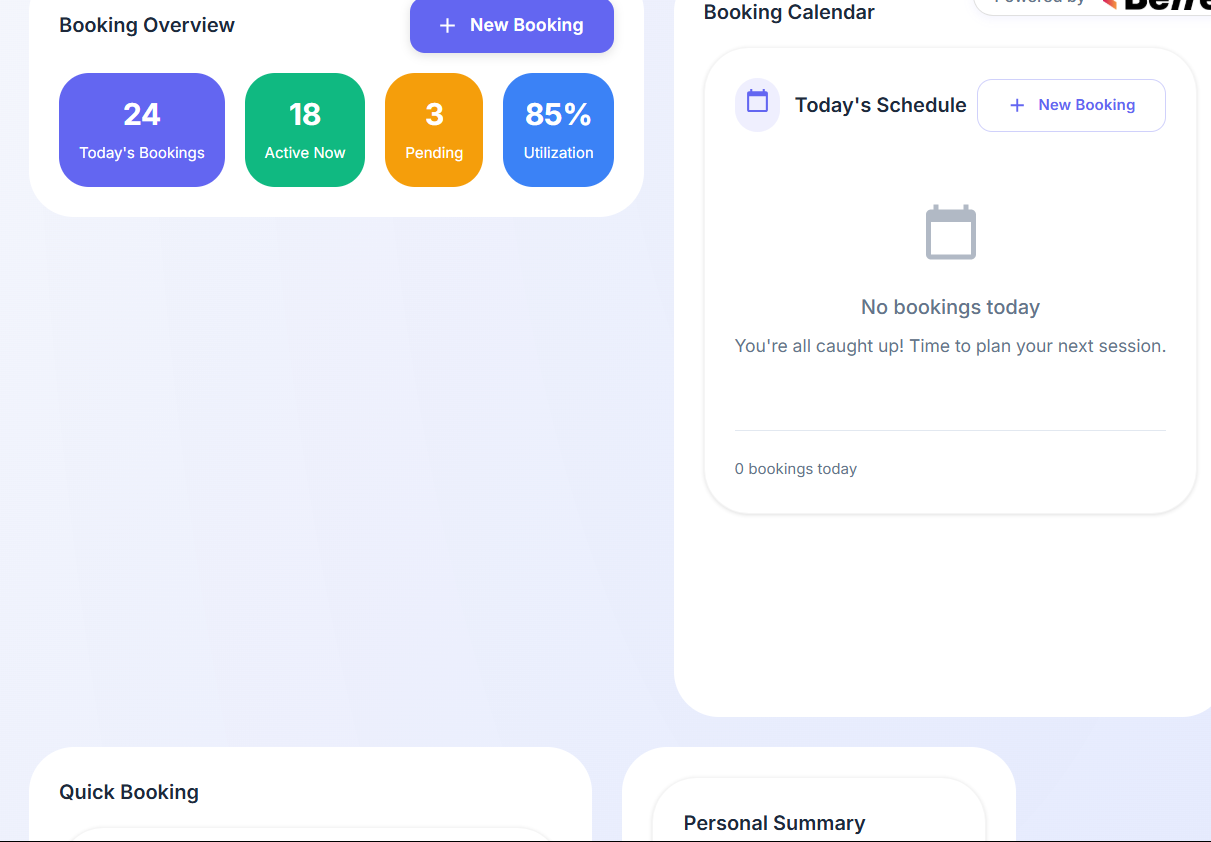 Booking Overview
+ New Booking
24
Today's Bookings
18
Active Now
3
Pending
85%
Utilization
Booking Calendar
Powered by
Today's Schedule
+ New Booking
No bookings today
You're all caught up! Time to plan your next session.
0 bookings today
Quick Booking
Personal Summary